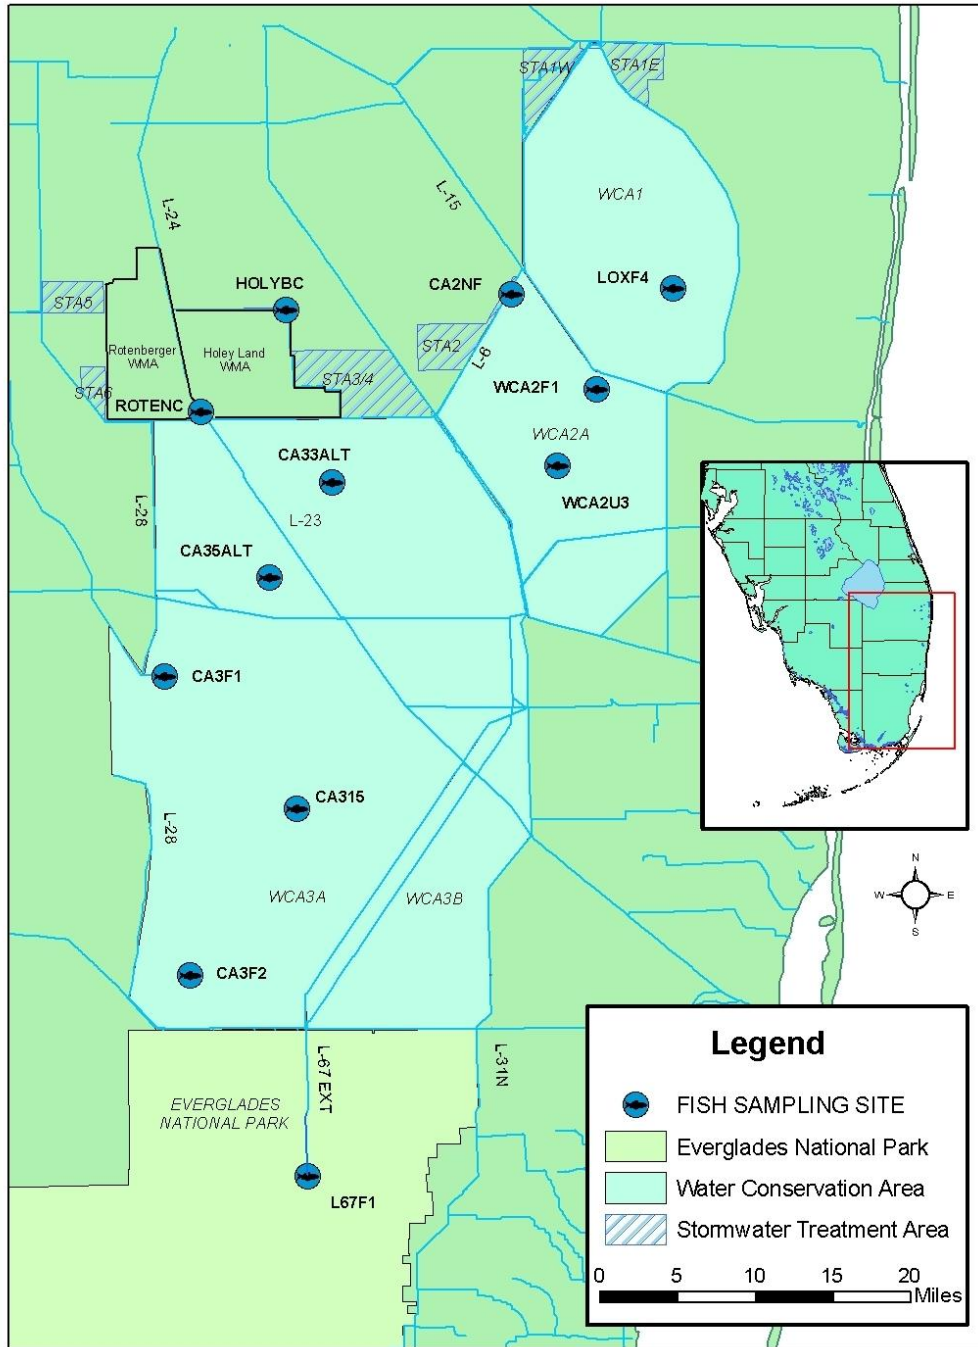 STA1W
STA1E
WCA1
L-15
L-24
HOLYBC
CA2NF
LOXF4
STA5
Rotenberger
WMA
Holey Land
WMA
STA2
L-6
STA3/4
STA6
WCA2F1
ROTENC
WCA2A
CA33ALT
WCA2U3
L-28
L-23
CA35ALT
CA3F1
CA315
L-28
WCA3A
WCA3B
N
W
E
S
CA3F2
L-67 EXT
L-31N
EVERGLADES
NATIONAL PARK
L67F1
Legend
FISH SAMPLING SITE
Everglades National Park
Water Conservation Area
Stormwater Treatment Area
0 5 10 15 20
Miles